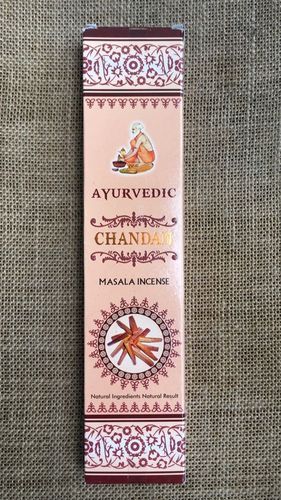 AYURVEDIC
CHANDAN
MASALA INCENSE
Natural Ingredients Natural Result